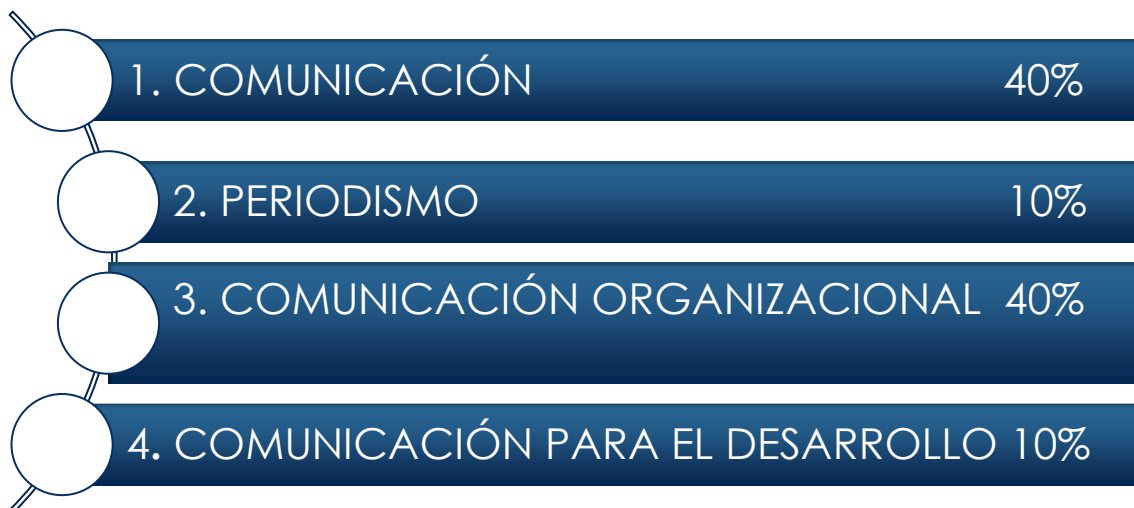 1. COMUNICACIÓN 40%
2. PERIODISMO 10%
3. COMUNICACIÓN ORGANIZACIONAL 40%
4. COMUNICACIÓN PARA EL DESARROLLO 10%